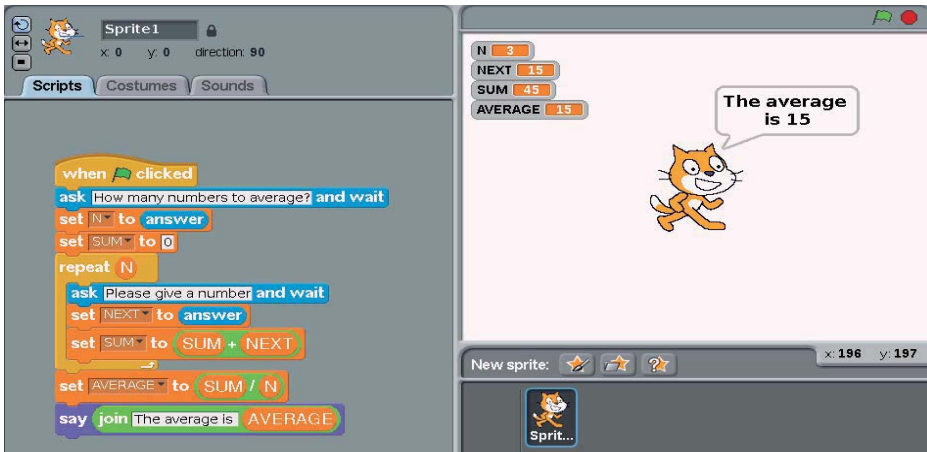 Sprite1
x: 0 y: 0 direction: 90
Scripts Costumes Sounds
when clicked
ask How many numbers to average? and wait
set N to answer
set SUM to 0
repeat N
ask Please give a number and wait
set NEXT to answer
set SUM to SUM + NEXT
set AVERAGE to SUM / N
say join The average is AVERAGE
N 3
NEXT 15
SUM 45
AVERAGE 15
The average
is 15
x: 196 y: 197
New sprite:
Sprit...